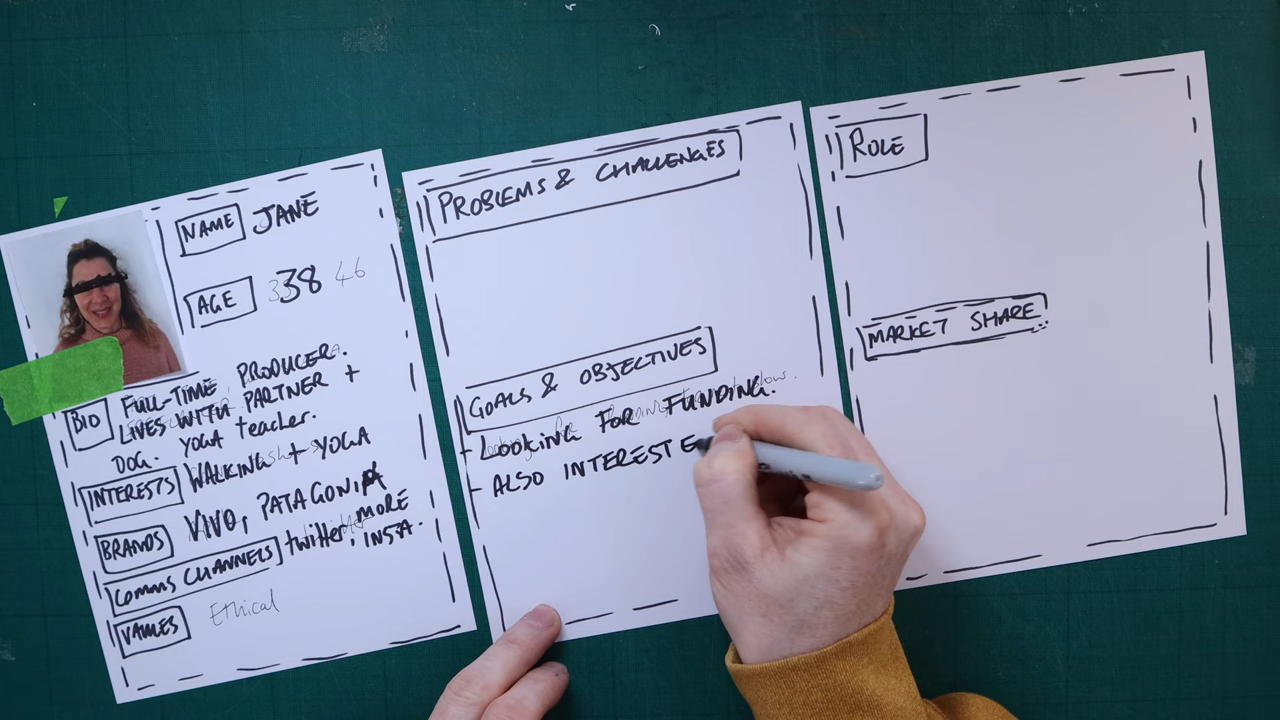 NAME JANE
AGE 38 46
BIO FULL-TIME PRODUCER.
LIVES WITH PARTNER +
DOG. YOGA teacher.
INTERESTS WALKING + YOGA
BRANDS VIVO, PATAGONIA
COMMS CHANNELS twitter, MORE
INSTA.
VALUES Ethical
PROBLEMS & CHALLENGES
GOALS & OBJECTIVES
- LOOKING FOR FUNDING.
- ALSO INTERESTE
ROLE
MARKET SHARE